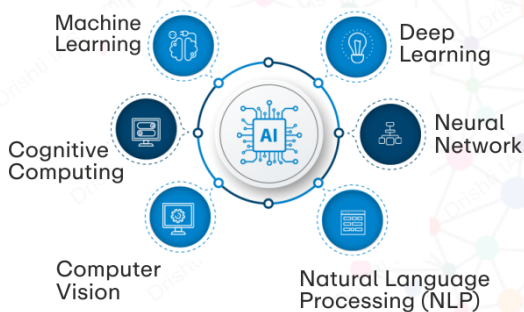 Machine
Learning
Deep
Learning
AI
Cognitive
Computing
Neural
Network
Computer
Vision
Natural Language
Processing (NLP)